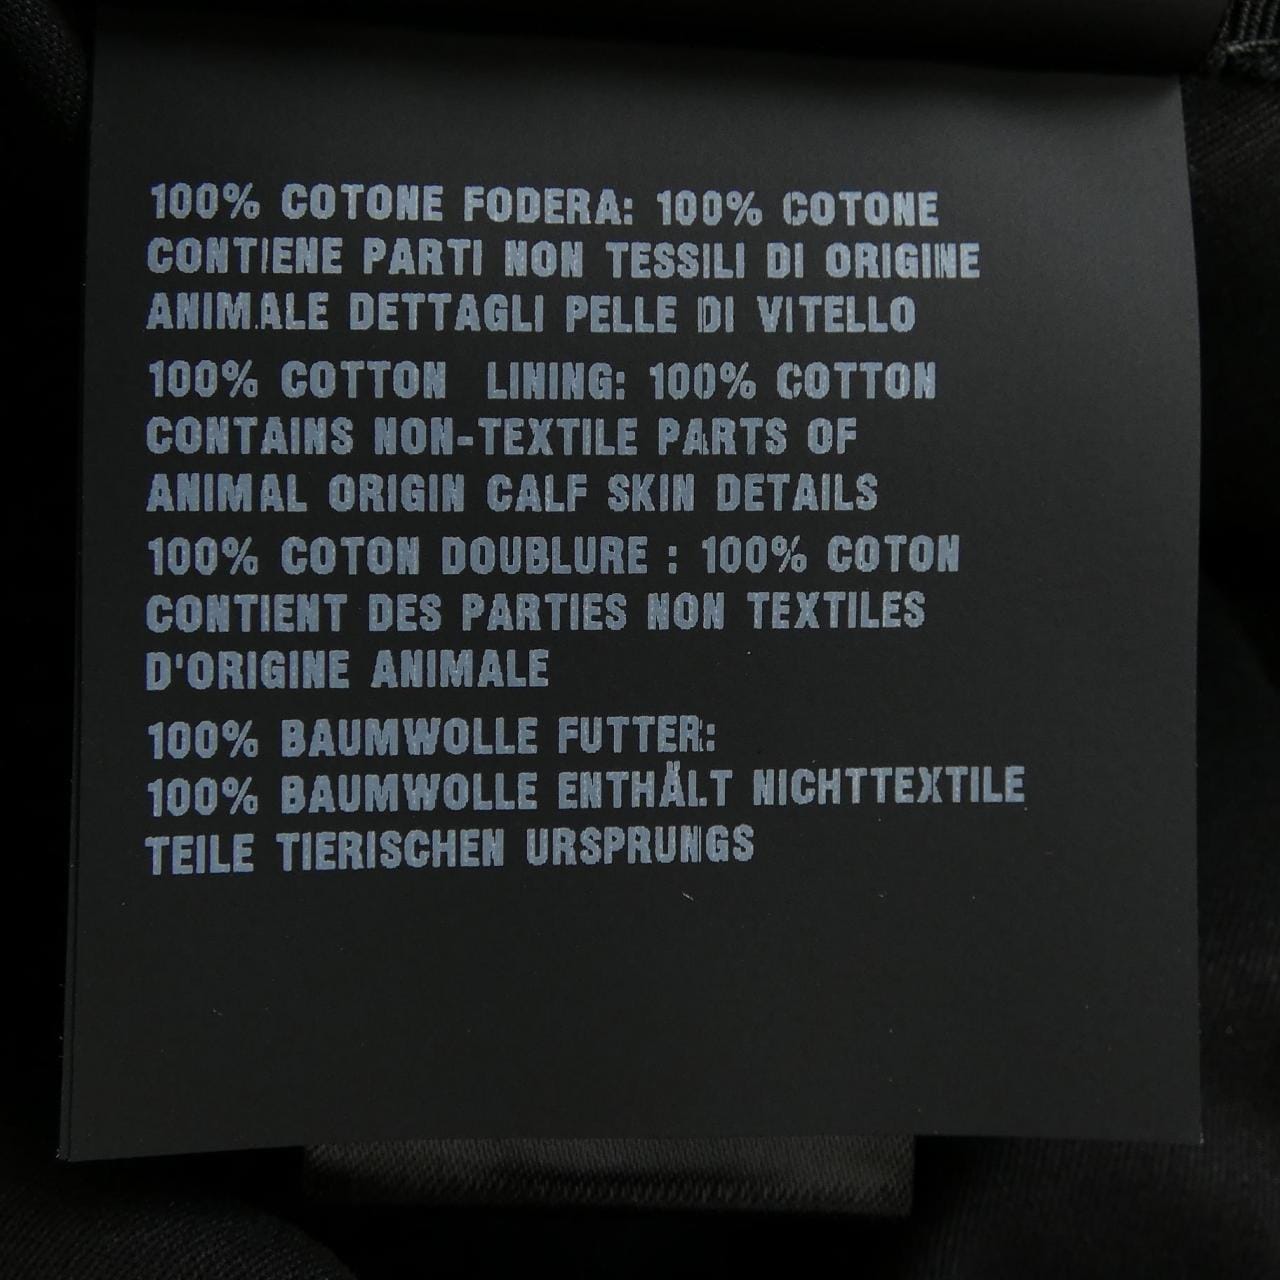 100% COTONE FODERA: 100% COTONE
CONTIENE PARTI NON TESSILI DI ORIGINE
ANIMALE DETTAGLI PELLE DI VITELLO
100% COTTON LINING: 100% COTTON
CONTAINS NON-TEXTILE PARTS OF
ANIMAL ORIGIN CALF SKIN DETAILS
100% COTON DOUBLURE : 100% COTON
CONTIENT DES PARTIES NON TEXTILES
D'ORIGINE ANIMALE
100% BAUMWOLLE FUTTER:
100% BAUMWOLLE ENTHÄLT NICHTTEXTILE
TEILE TIERISCHEN URSPRUNGS